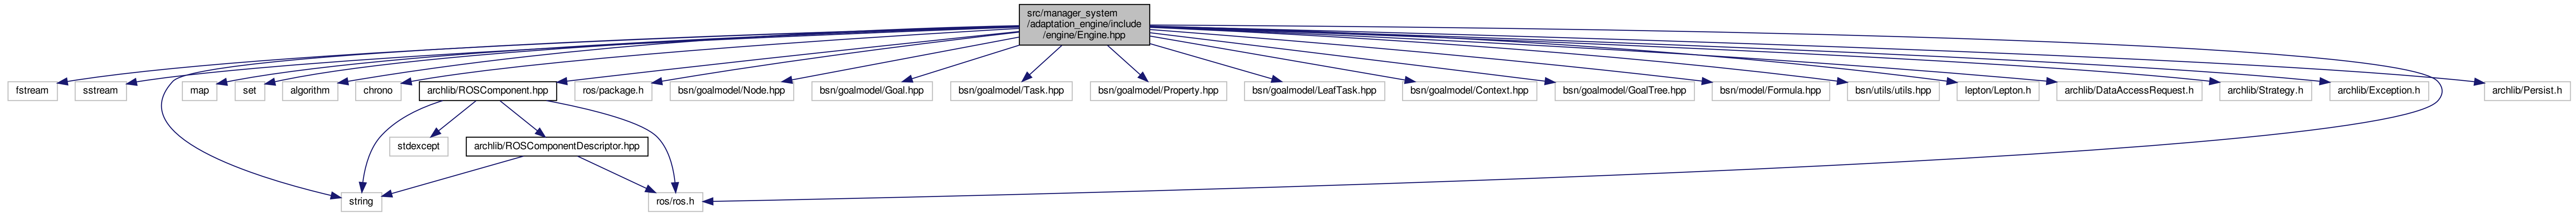 src/manager_system
/adaptation_engine/include
/engine/Engine.hpp
fstream
sstream
map
set
algorithm
chrono
archlib/ROSComponent.hpp
ros/package.h
bsn/goalmodel/Node.hpp
bsn/goalmodel/Goal.hpp
bsn/goalmodel/Task.hpp
bsn/goalmodel/Property.hpp
bsn/goalmodel/LeafTask.hpp
bsn/goalmodel/Context.hpp
bsn/goalmodel/GoalTree.hpp
bsn/model/Formula.hpp
bsn/utils/utils.hpp
lepton/Lepton.h
archlib/DataAccessRequest.h
archlib/Strategy.h
archlib/Exception.h
archlib/Persist.h
stdexcept
archlib/ROSComponentDescriptor.hpp
string
ros/ros.h